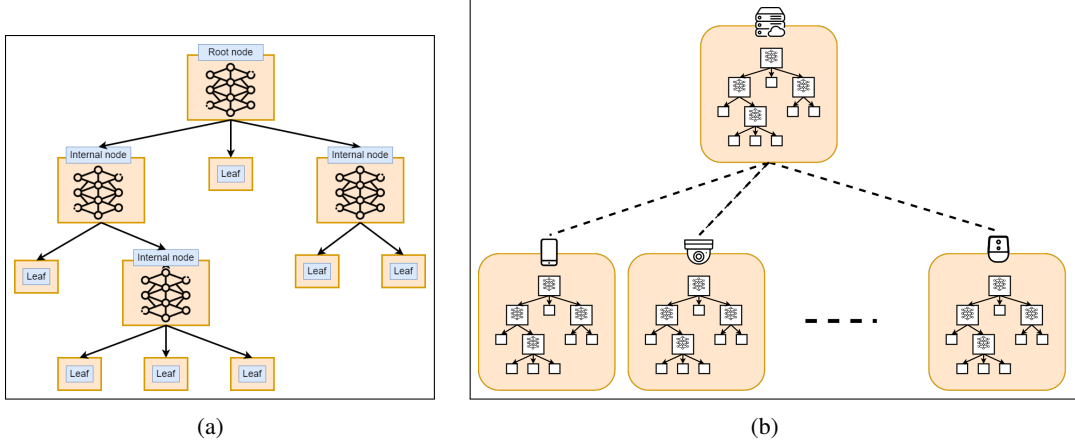 Root node
Internal node
Leaf
Internal node
Leaf
Internal node
Leaf
Leaf
Leaf
Leaf
Leaf
(a)
(b)